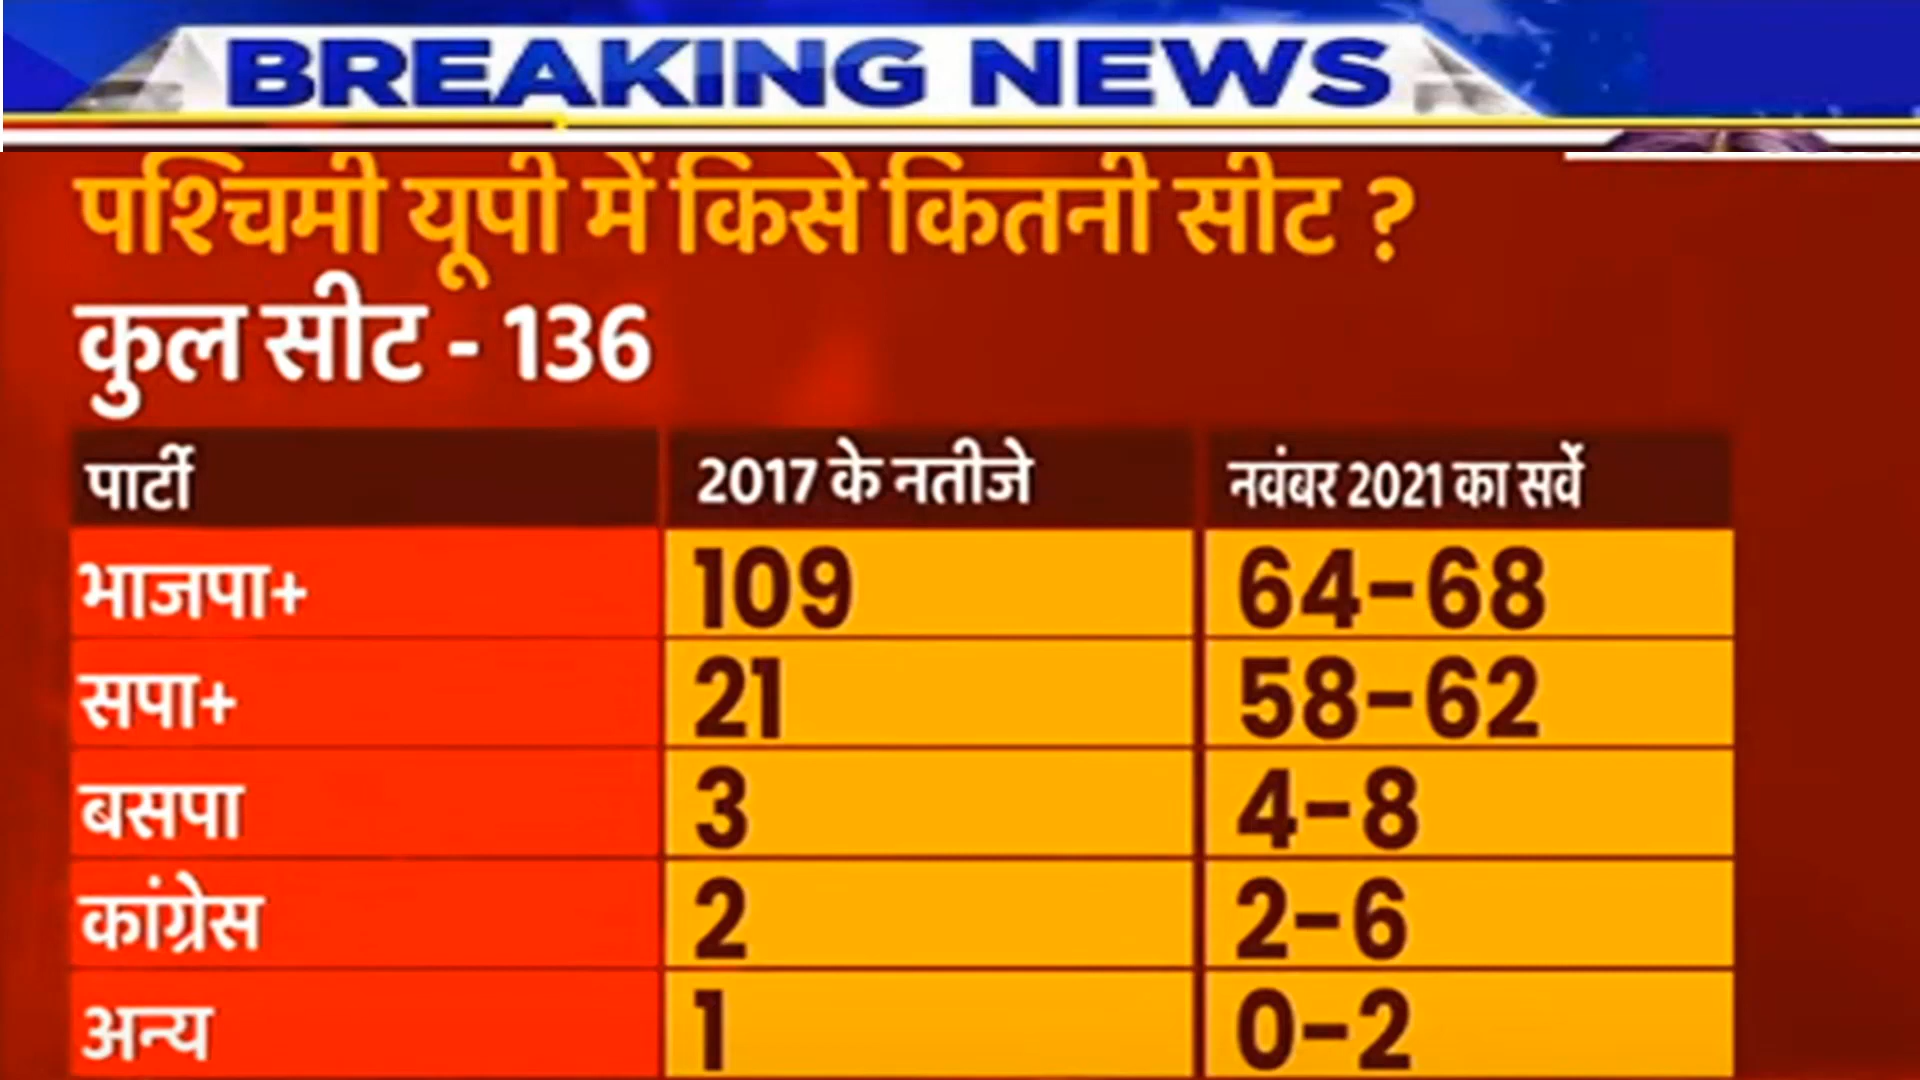 BREAKING NEWS
पश्चिमी यूपी में किसे कितनी सीट ?
कुल सीट - 136
पार्टी 2017 के नतीजे नवंबर 2021 का सर्वे
भाजपा+ 109 64-68
सपा+ 21 58-62
बसपा 3 4-8
कांग्रेस 2 2-6
अन्य 1 0-2